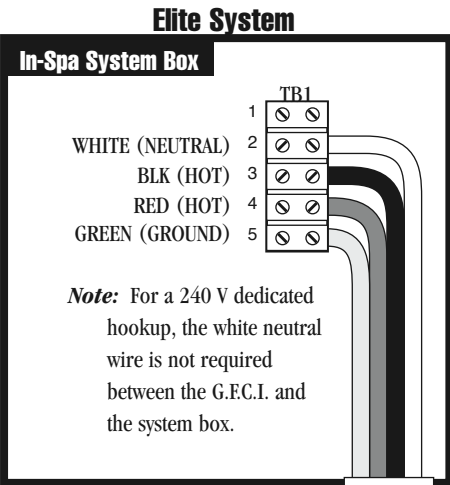 Elite System
In-Spa System Box
TB1
1
WHITE (NEUTRAL) 2
BLK (HOT) 3
RED (HOT) 4
GREEN (GROUND) 5
Note: For a 240 V dedicated
hookup, the white neutral
wire is not required
between the G.F.C.I. and
the system box.